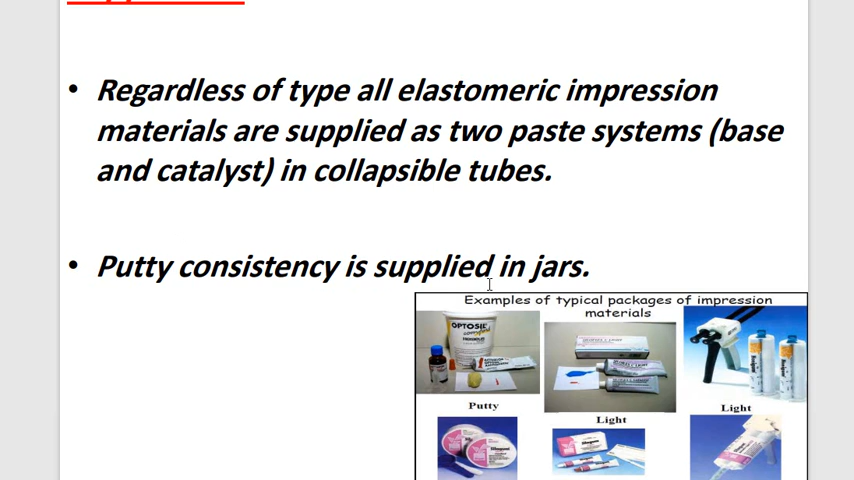 • Regardless of type all elastomeric impression
materials are supplied as two paste systems (base
and catalyst) in collapsible tubes.
• Putty consistency is supplied in jars.
Examples of typical packages of impression
materials
OPTOSIL
Putty
Light
Light